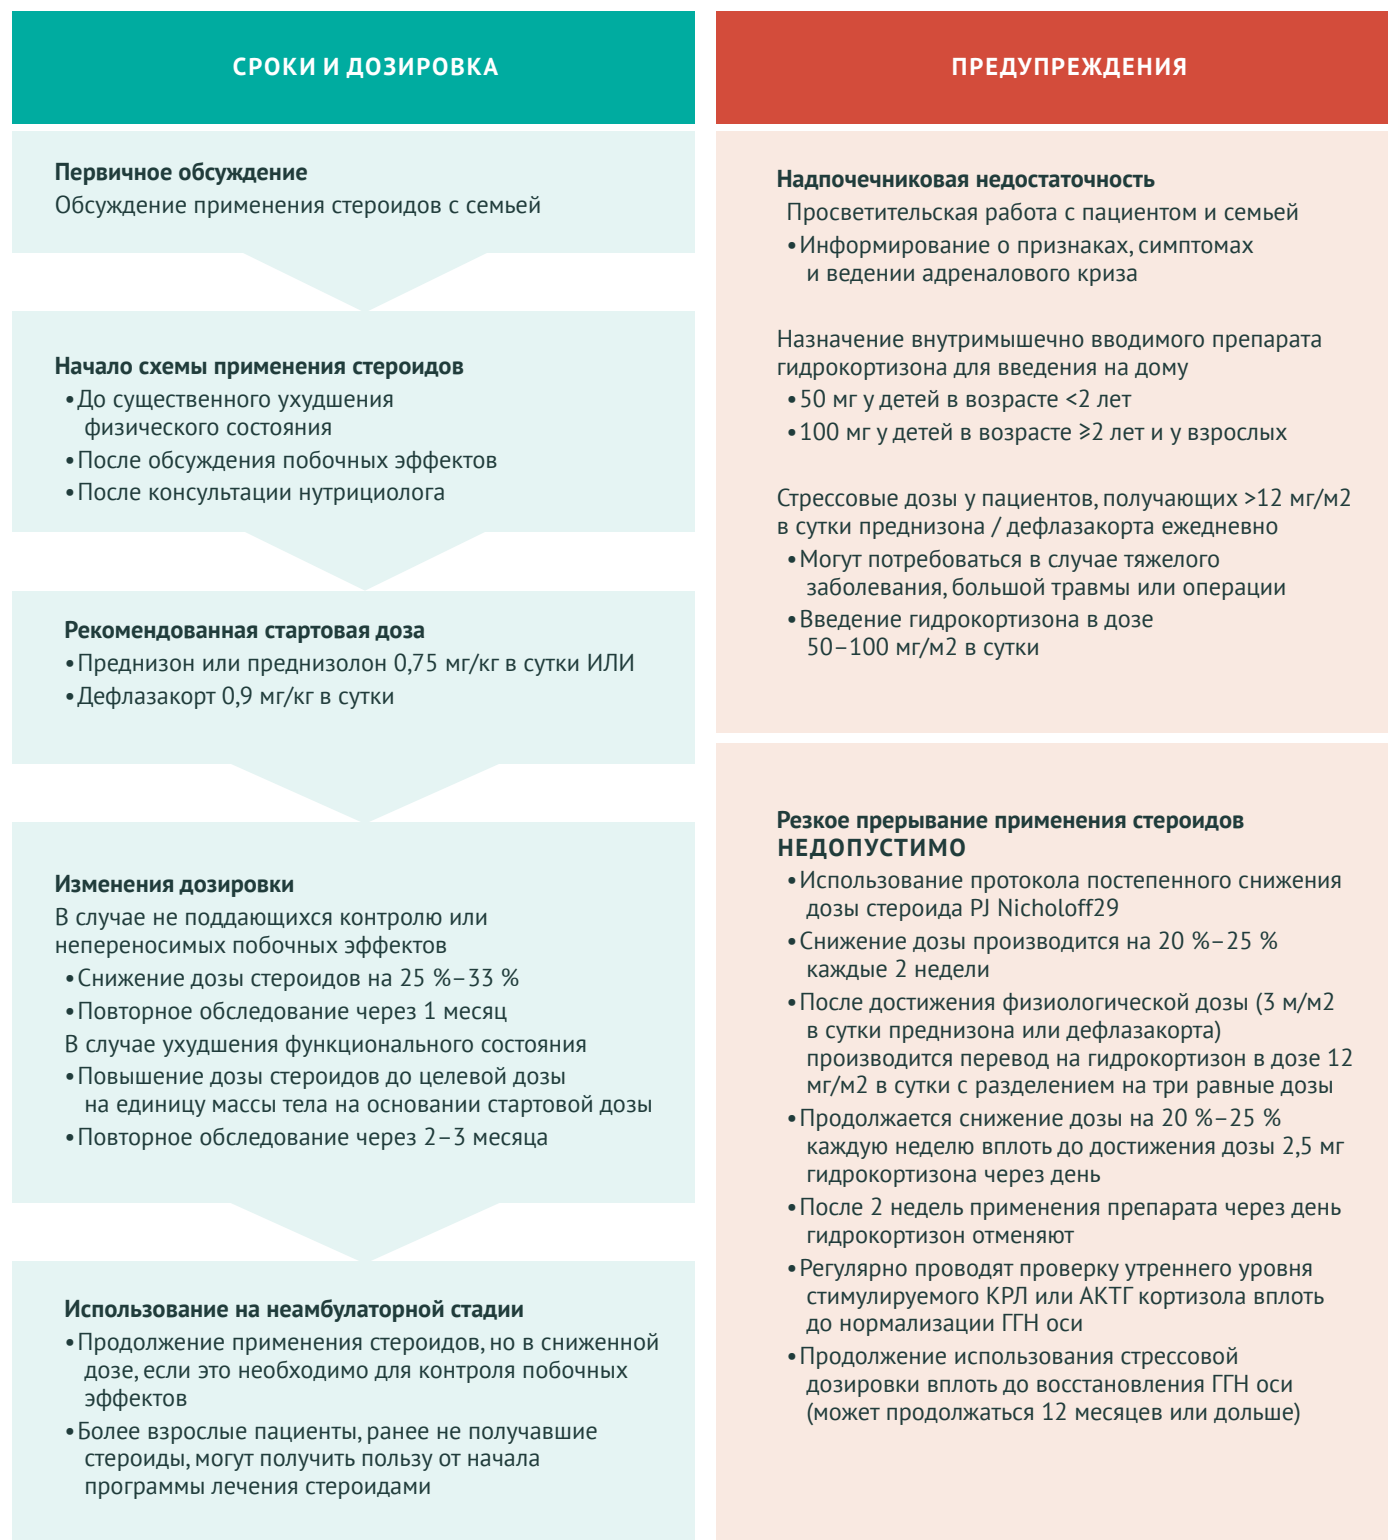 СРОКИ И ДОЗИРОВКА
Первичное обсуждение
Обсуждение применения стероидов с семьей
Начало схемы применения стероидов
•До существенного ухудшения
физического состояния
•После обсуждения побочных эффектов
•После консультации нутрициолога
Рекомендованная стартовая доза
•Преднизон или преднизолон 0,75 мг/кг в сутки ИЛИ
•Дефлазакорт 0,9 мг/кг в сутки
Изменения дозировки
В случае не поддающихся контролю или
непереносимых побочных эффектов
•Снижение дозы стероидов на 25 %–33 %
•Повторное обследование через 1 месяц
В случае ухудшения функционального состояния
•Повышение дозы стероидов до целевой дозы
на единицу массы тела на основании стартовой дозы
•Повторное обследование через 2–3 месяца
Использование на неамбулаторной стадии
•Продолжение применения стероидов, но в сниженной
дозе, если это необходимо для контроля побочных
эффектов
•Более взрослые пациенты, ранее не получавшие
стероиды, могут получить пользу от начала
программы лечения стероидами
ПРЕДУПРЕЖДЕНИЯ
Надпочечниковая недостаточность
Просветительская работа с пациентом и семьей
•Информирование о признаках, симптомах
и ведении адреналового криза
Назначение внутримышечно вводимого препарата
гидрокортизона для введения на дому
•50 мг у детей в возрасте <2 лет
•100 мг у детей в возрасте ⩾2 лет и у взрослых
Стрессовые дозы у пациентов, получающих >12 мг/м2
в сутки преднизона / дефлазакорта ежедневно
•Могут потребоваться в случае тяжелого
заболевания, большой травмы или операции
•Введение гидрокортизона в дозе
50–100 мг/м2 в сутки
Резкое прерывание применения стероидов
НЕДОПУСТИМО
•Использование протокола постепенного снижения
дозы стероида PJ Nicholoff29
•Снижение дозы производится на 20 %–25 %
каждые 2 недели
•После достижения физиологической дозы (3 м/м2
в сутки преднизона или дефлазакорта)
производится перевод на гидрокортизон в дозе 12
мг/м2 в сутки с разделением на три равные дозы
•Продолжается снижение дозы на 20 %–25 %
каждую неделю вплоть до достижения дозы 2,5 мг
гидрокортизона через день
•После 2 недель применения препарата через день
гидрокортизон отменяют
•Регулярно проводят проверку утреннего уровня
стимулируемого КРЛ или АКТГ кортизола вплоть
до нормализации ГГН оси
•Продолжение использования стрессовой
дозировки вплоть до восстановления ГГН оси
(может продолжаться 12 месяцев или дольше)